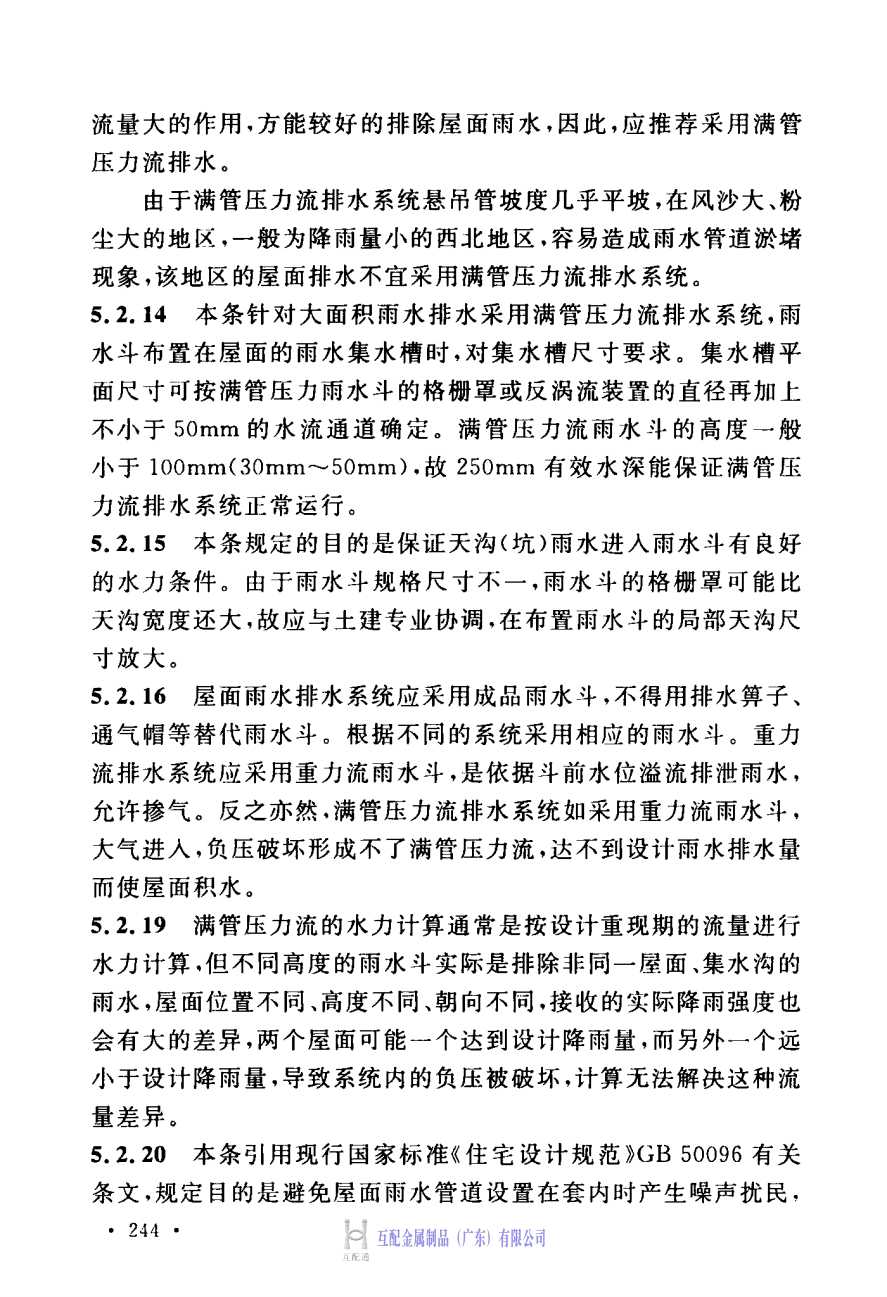 流量大的作用,方能较好的排除屋面雨水,因此,应推荐采用满管
压力流排水。
由于满管压力流排水系统悬吊管坡度几乎平坡,在风沙大、粉
尘大的地区,一般为降雨量小的西北地区,容易造成雨水管道淤堵
现象,该地区的屋面排水不宜采用满管压力流排水系统。
5.2.14 本条针对大面积雨水排水采用满管压力流排水系统,雨
水斗布置在屋面的雨水集水槽时,对集水槽尺寸要求。集水槽平
面尺寸可按满管压力雨水斗的格栅罩或反涡流装置的直径再加上
不小于 50mm 的水流通道确定。满管压力流雨水斗的高度一般
小于 100mm(30mm~50mm),故 250mm 有效水深能保证满管压
力流排水系统正常运行。
5.2.15 本条规定的目的是保证天沟(坑)雨水进入雨水斗有良好
的水力条件。由于雨水斗规格尺寸不一,雨水斗的格栅罩可能比
天沟宽度还大,故应与土建专业协调,在布置雨水斗的局部天沟尺
寸放大。
5.2.16 屋面雨水排水系统应采用成品雨水斗,不得用排水箅子、
通气帽等替代雨水斗。根据不同的系统采用相应的雨水斗。重力
流排水系统应采用重力流雨水斗,是依据斗前水位溢流排泄雨水,
允许掺气。反之亦然,满管压力流排水系统如采用重力流雨水斗,
大气进入,负压破坏形成不了满管压力流,达不到设计雨水排水量
而使屋面积水。
5.2.19 满管压力流的水力计算通常是按设计重现期的流量进行
水力计算,但不同高度的雨水斗实际是排除非同一屋面、集水沟的
雨水,屋面位置不同、高度不同、朝向不同,接收的实际降雨强度也
会有大的差异,两个屋面可能一个达到设计降雨量,而另外一个远
小于设计降雨量,导致系统内的负压被破坏,计算无法解决这种流
量差异。
5.2.20 本条引用现行国家标准《住宅设计规范》GB 50096 有关
条文,规定目的是避免屋面雨水管道设置在套内时产生噪声扰民,
· 244 ·
互配金属制品(广东)有限公司
互配通